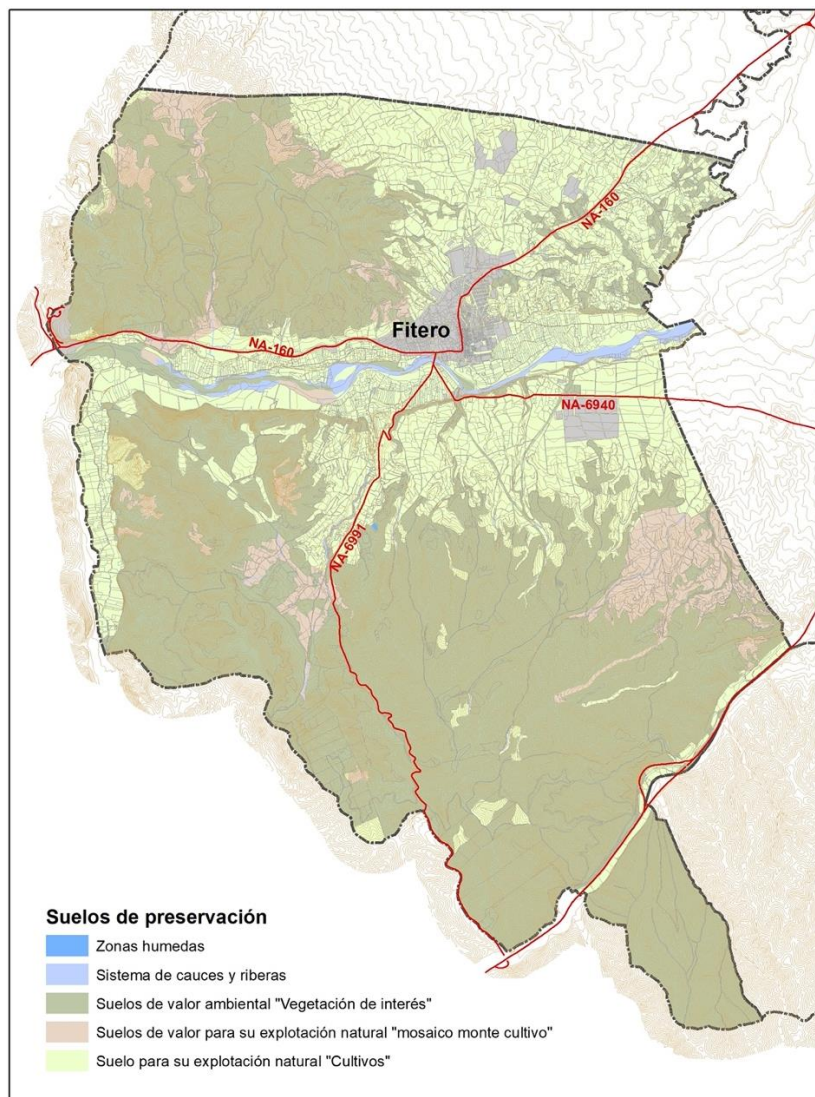 NA-160
Fitero
NA-160
NA-6940
NA-6991
Suelos de preservación
Zonas humedas
Sistema de cauces y riberas
Suelos de valor ambiental "Vegetación de interés"
Suelos de valor para su explotación natural "mosaico monte cultivo"
Suelo para su explotación natural "Cultivos"